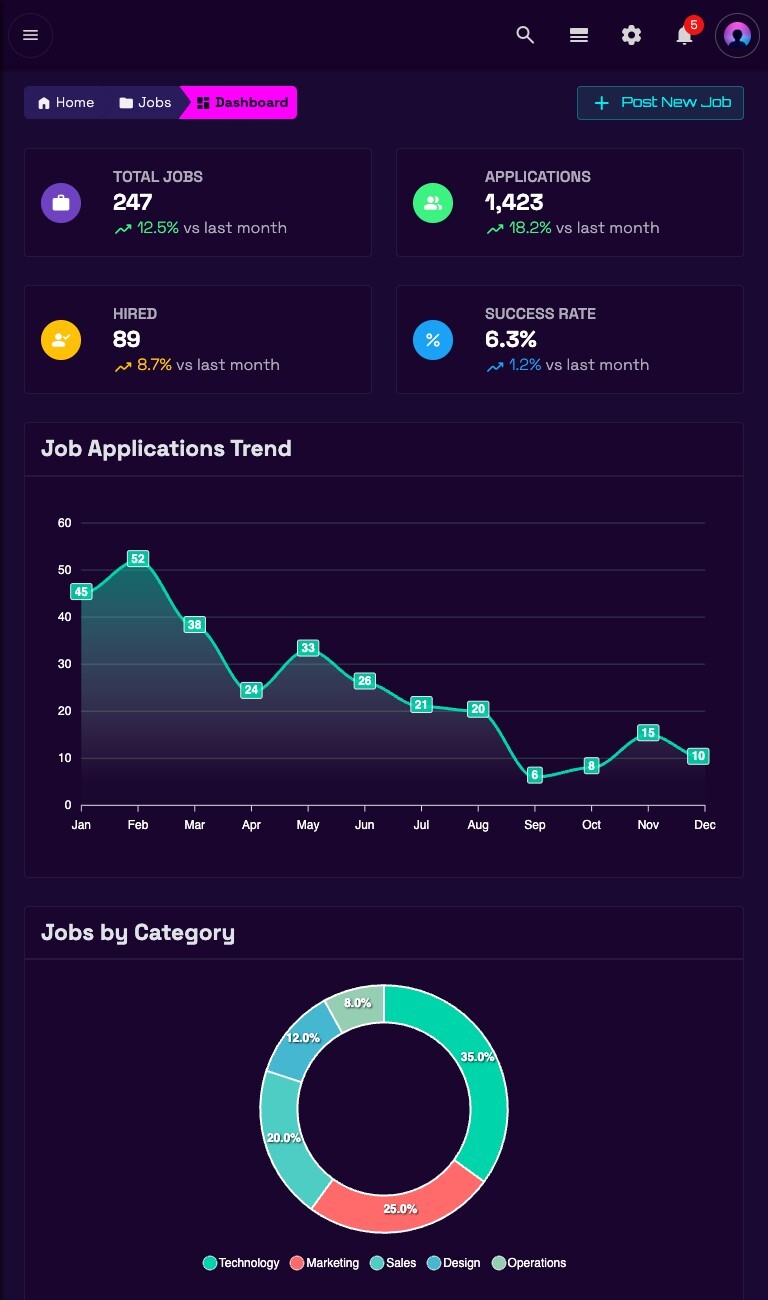 5
Home Jobs Dashboard
Post New Job
TOTAL JOBS
247
12.5% vs last month
APPLICATIONS
1,423
18.2% vs last month
HIRED
89
8.7% vs last month
SUCCESS RATE
6.3%
1.2% vs last month
Job Applications Trend
60
50
40
30
20
10
0
45
52
38
24
33
26
21
20
6
8
15
10
Jan Feb Mar Apr May Jun Jul Aug Sep Oct Nov Dec
Jobs by Category
8.0%
12.0%
35.0%
20.0%
25.0%
Technology Marketing Sales Design Operations